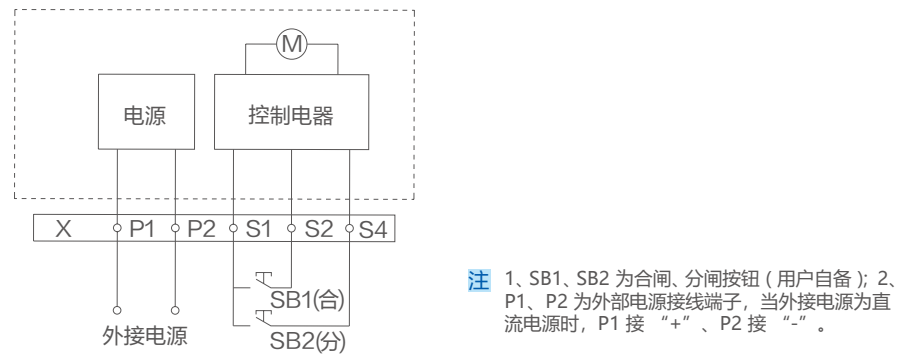 M
电源
控制电器
X P1 P2 S1 S2 S4
SB1(合)
外接电源
SB2(分)
注 1、SB1、SB2 为合闸、分闸按钮 ( 用户自备 ); 2、
P1、P2 为外部电源接线端子，当外接电源为直
流电源时，P1 接 “+”、P2 接 “-”。